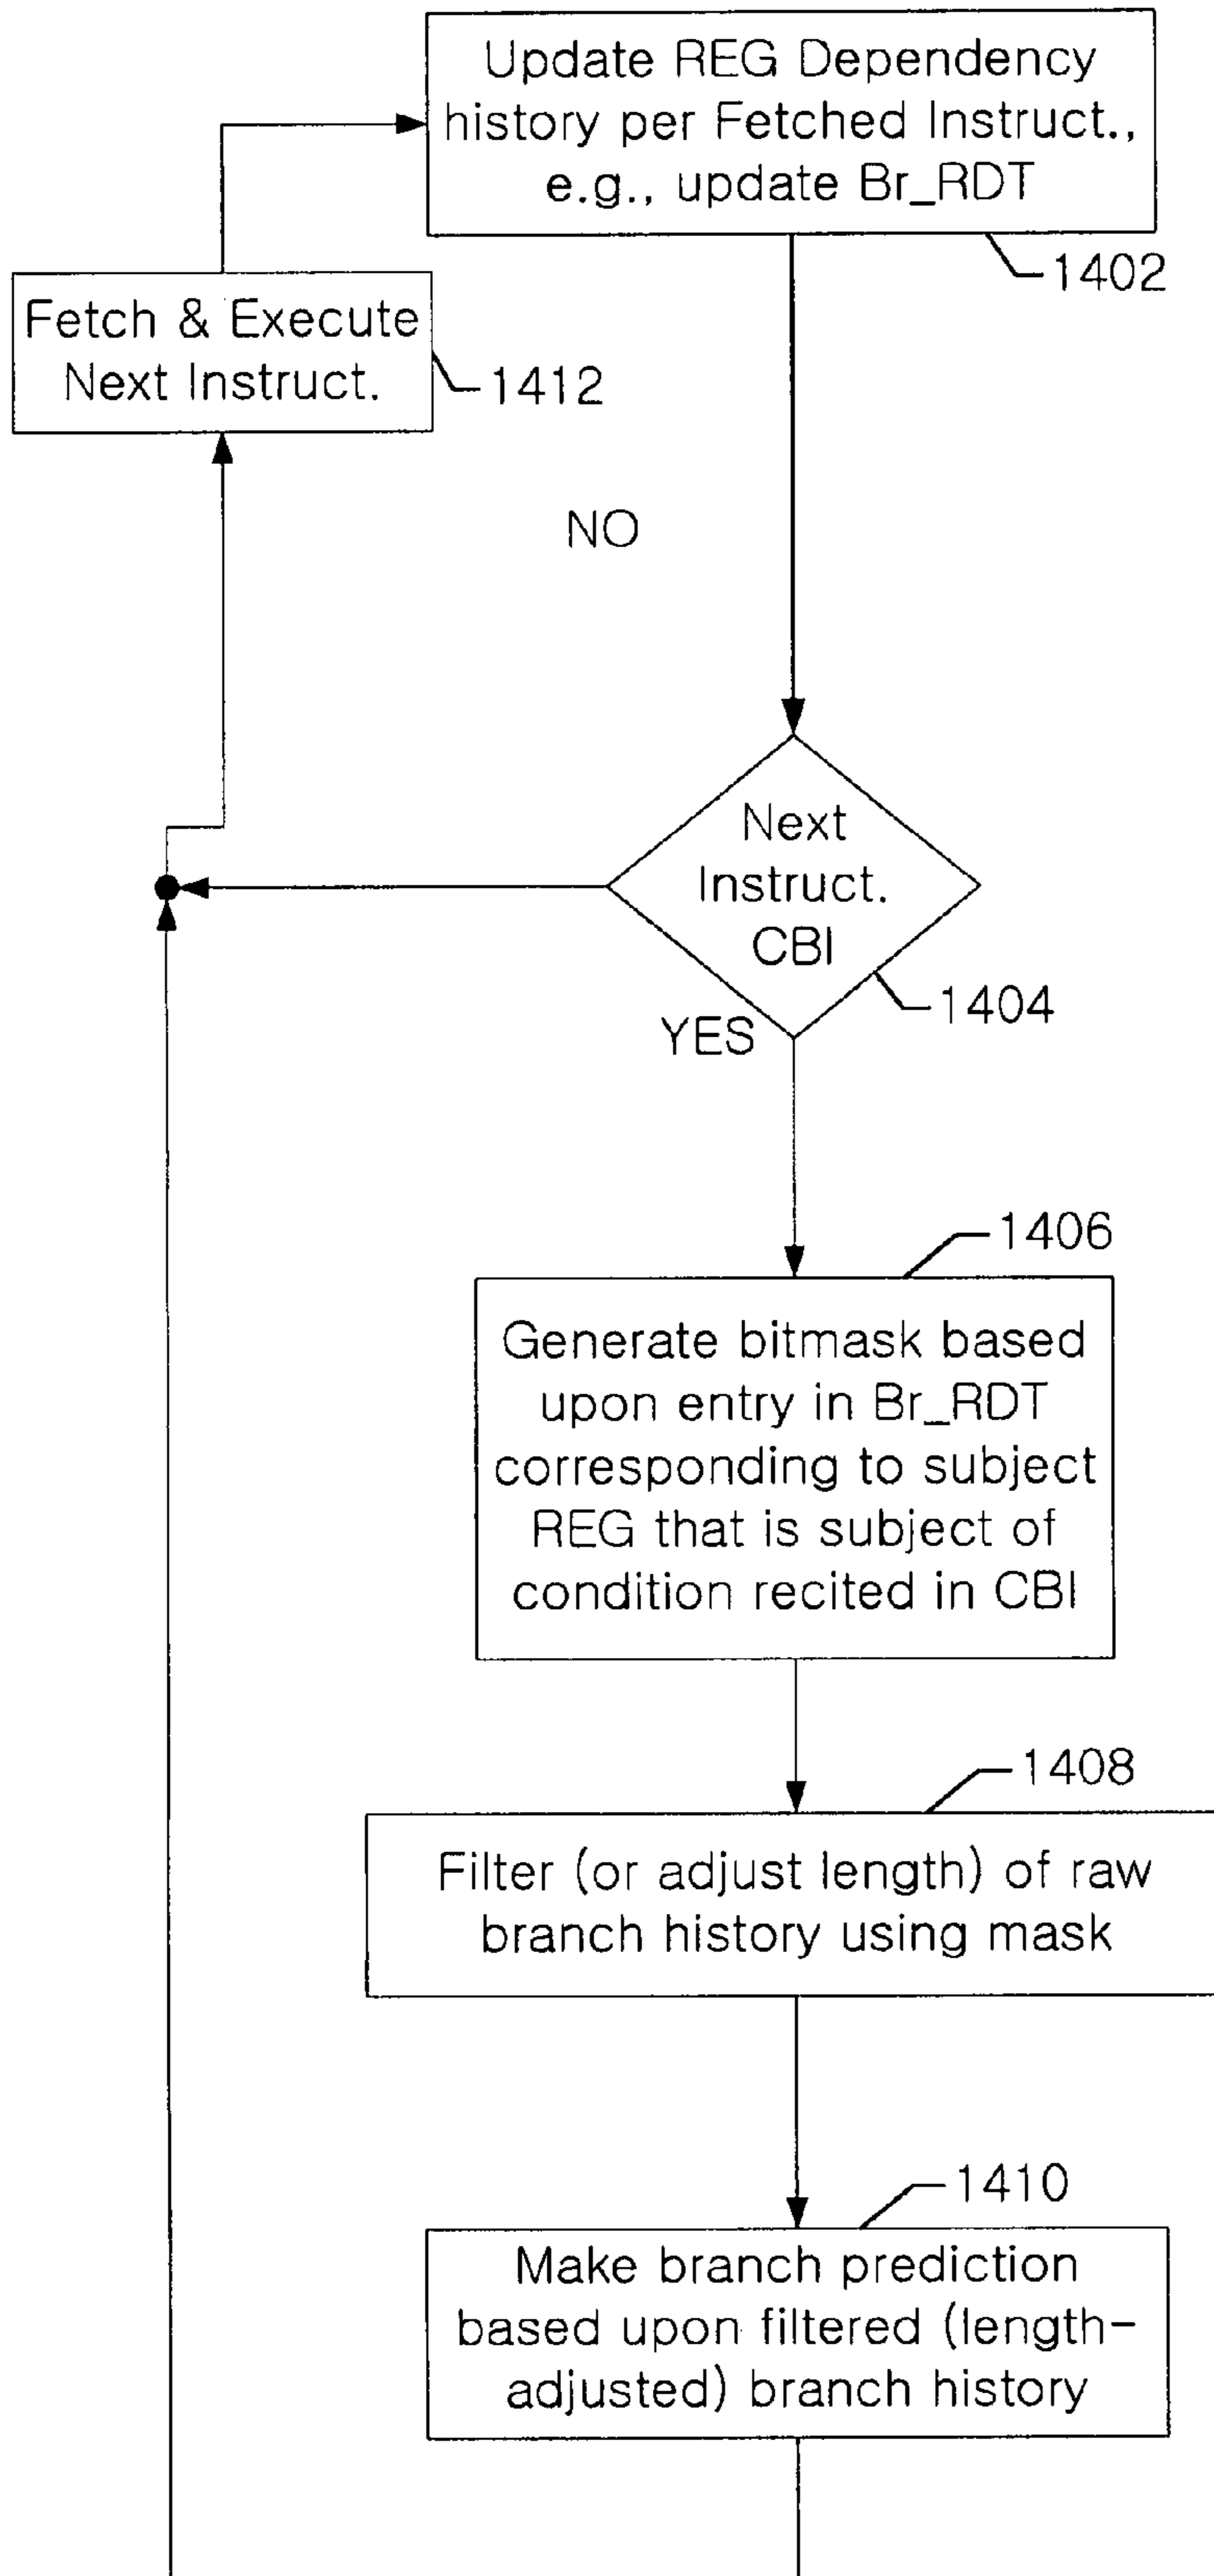 Update REG Dependency
history per Fetched Instruct.,
e.g., update Br_RDT
1402
Fetch & Execute
Next Instruct.
1412
NO
Next
Instruct.
CBI
1404
YES
1406
Generate bitmask based
upon entry in Br_RDT
corresponding to subject
REG that is subject of
condition recited in CBI
1408
Filter (or adjust length) of raw
branch history using mask
1410
Make branch prediction
based upon filtered (length-
adjusted) branch history